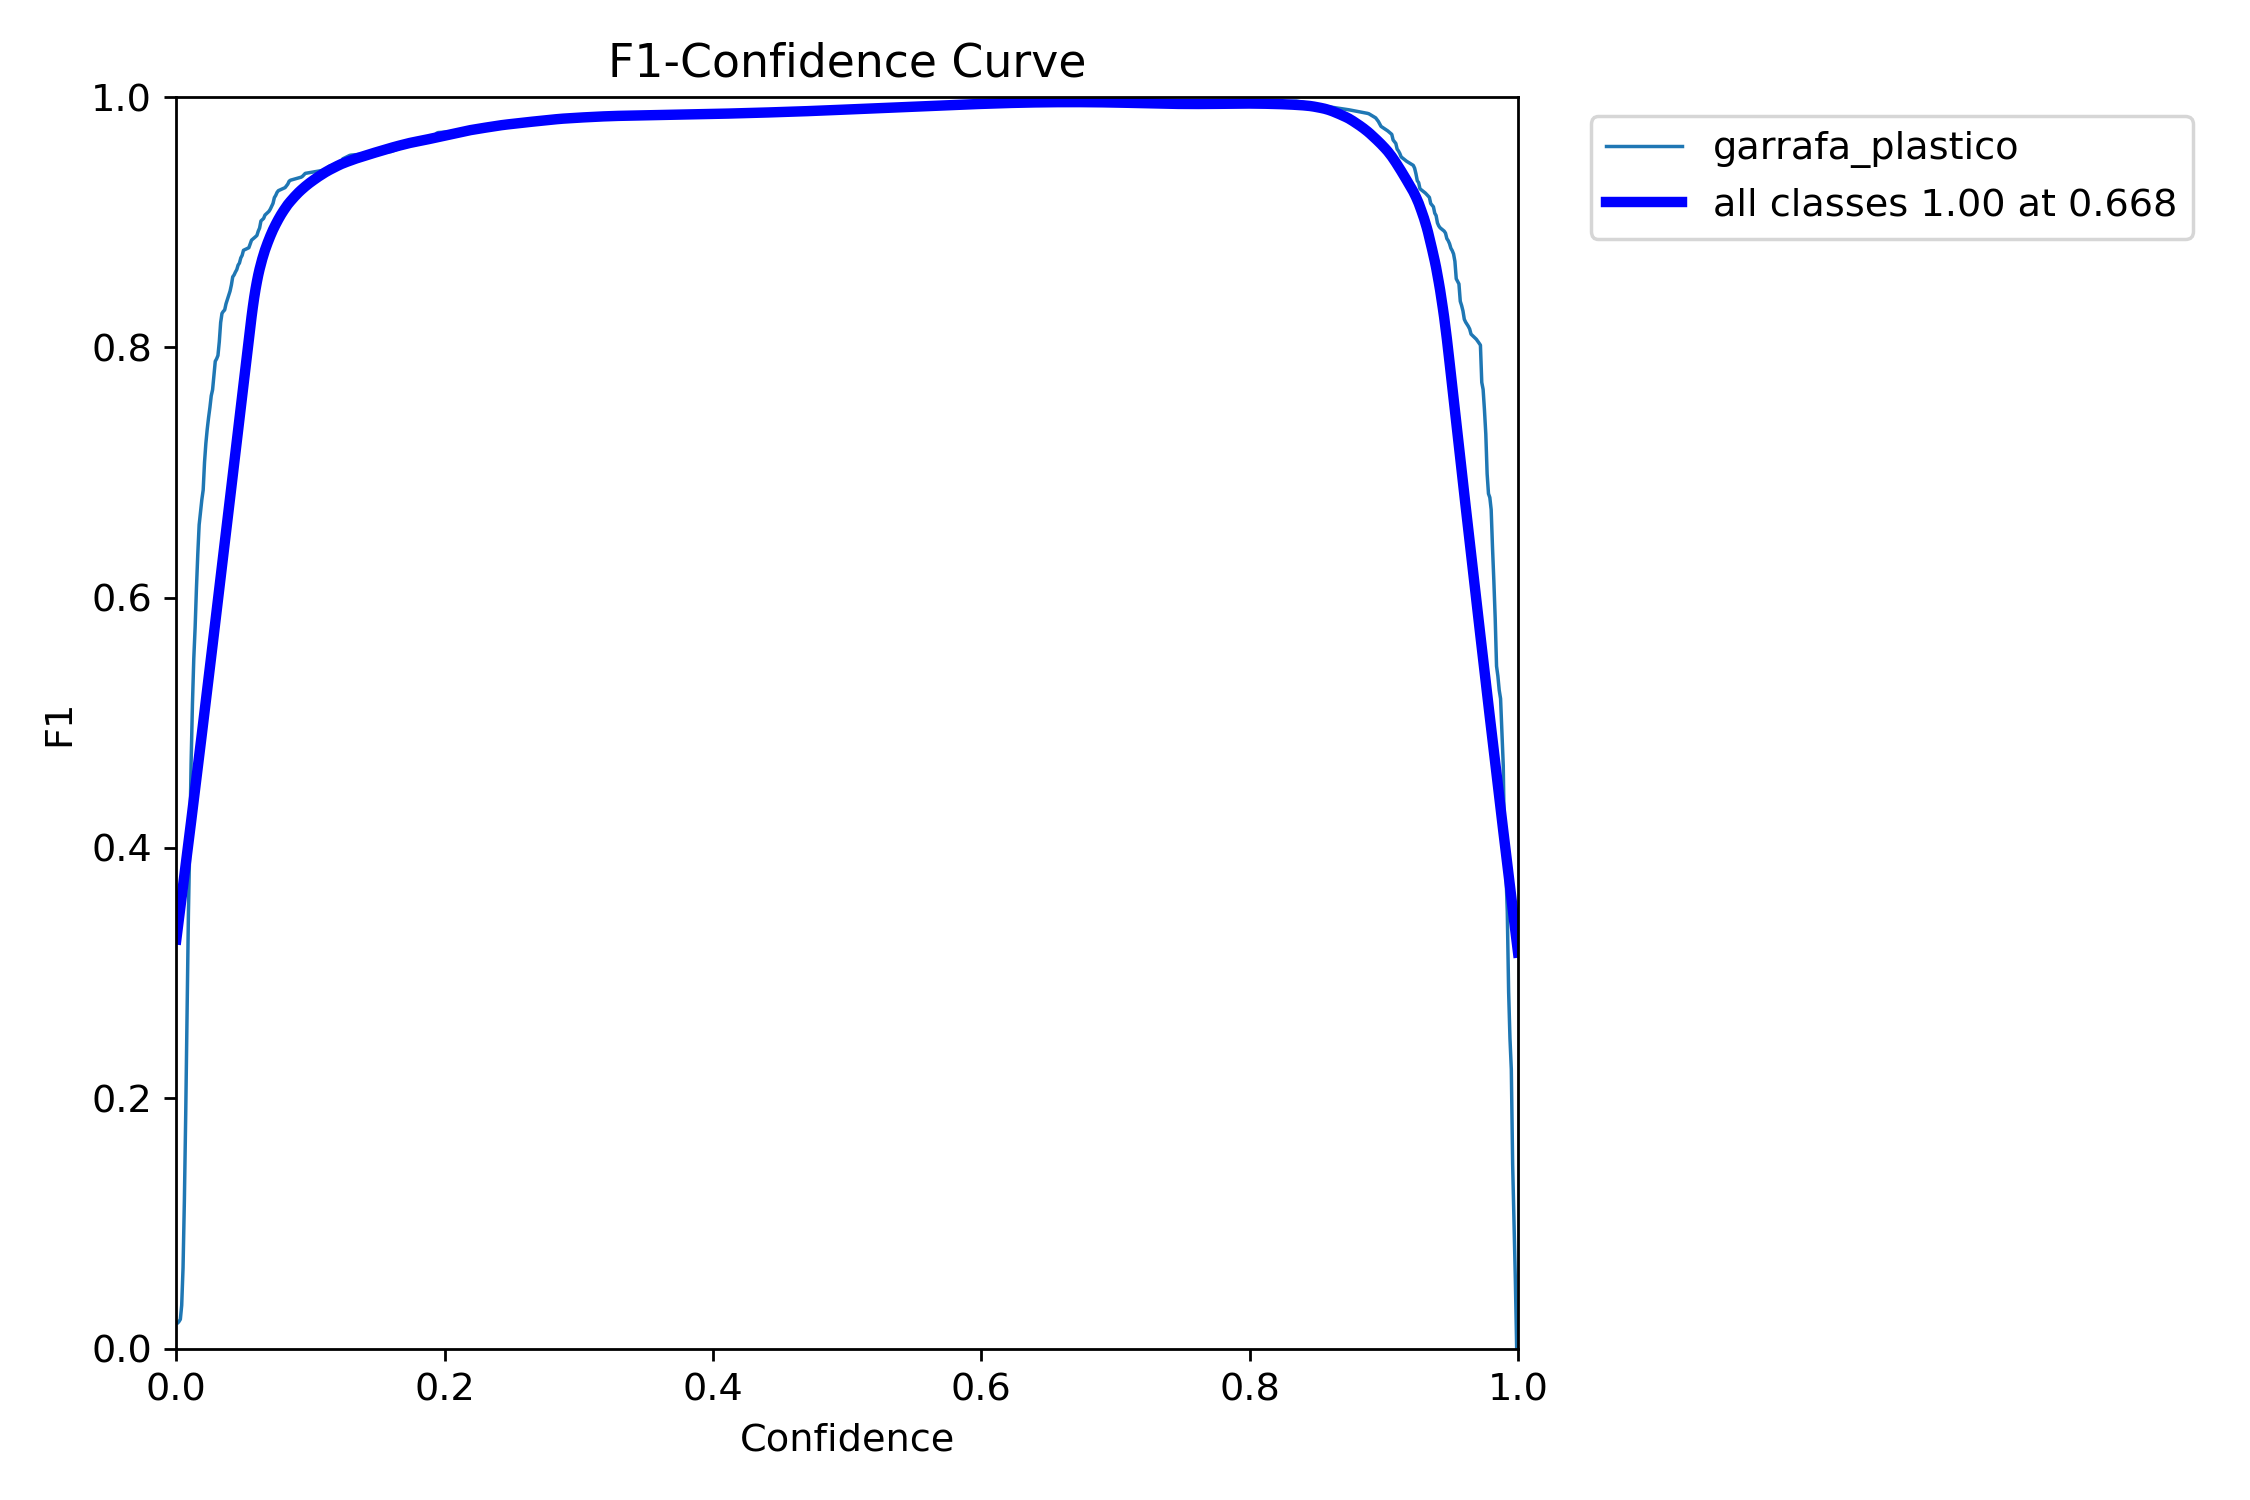 F1-Confidence Curve
1.0
0.8
0.6
0.4
0.2
0.0
F1
0.0 0.2 0.4 0.6 0.8 1.0
Confidence
garrafa_plastico
all classes 1.00 at 0.668